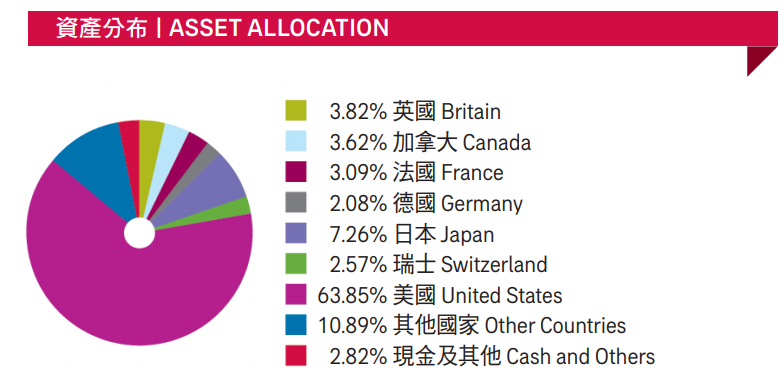 資產分布 | ASSET ALLOCATION
3.82% 英國 Britain
3.62% 加拿大 Canada
3.09% 法國 France
2.08% 德國 Germany
7.26% 日本 Japan
2.57% 瑞士 Switzerland
63.85% 美國 United States
10.89% 其他國家 Other Countries
2.82% 現金及其他 Cash and Others